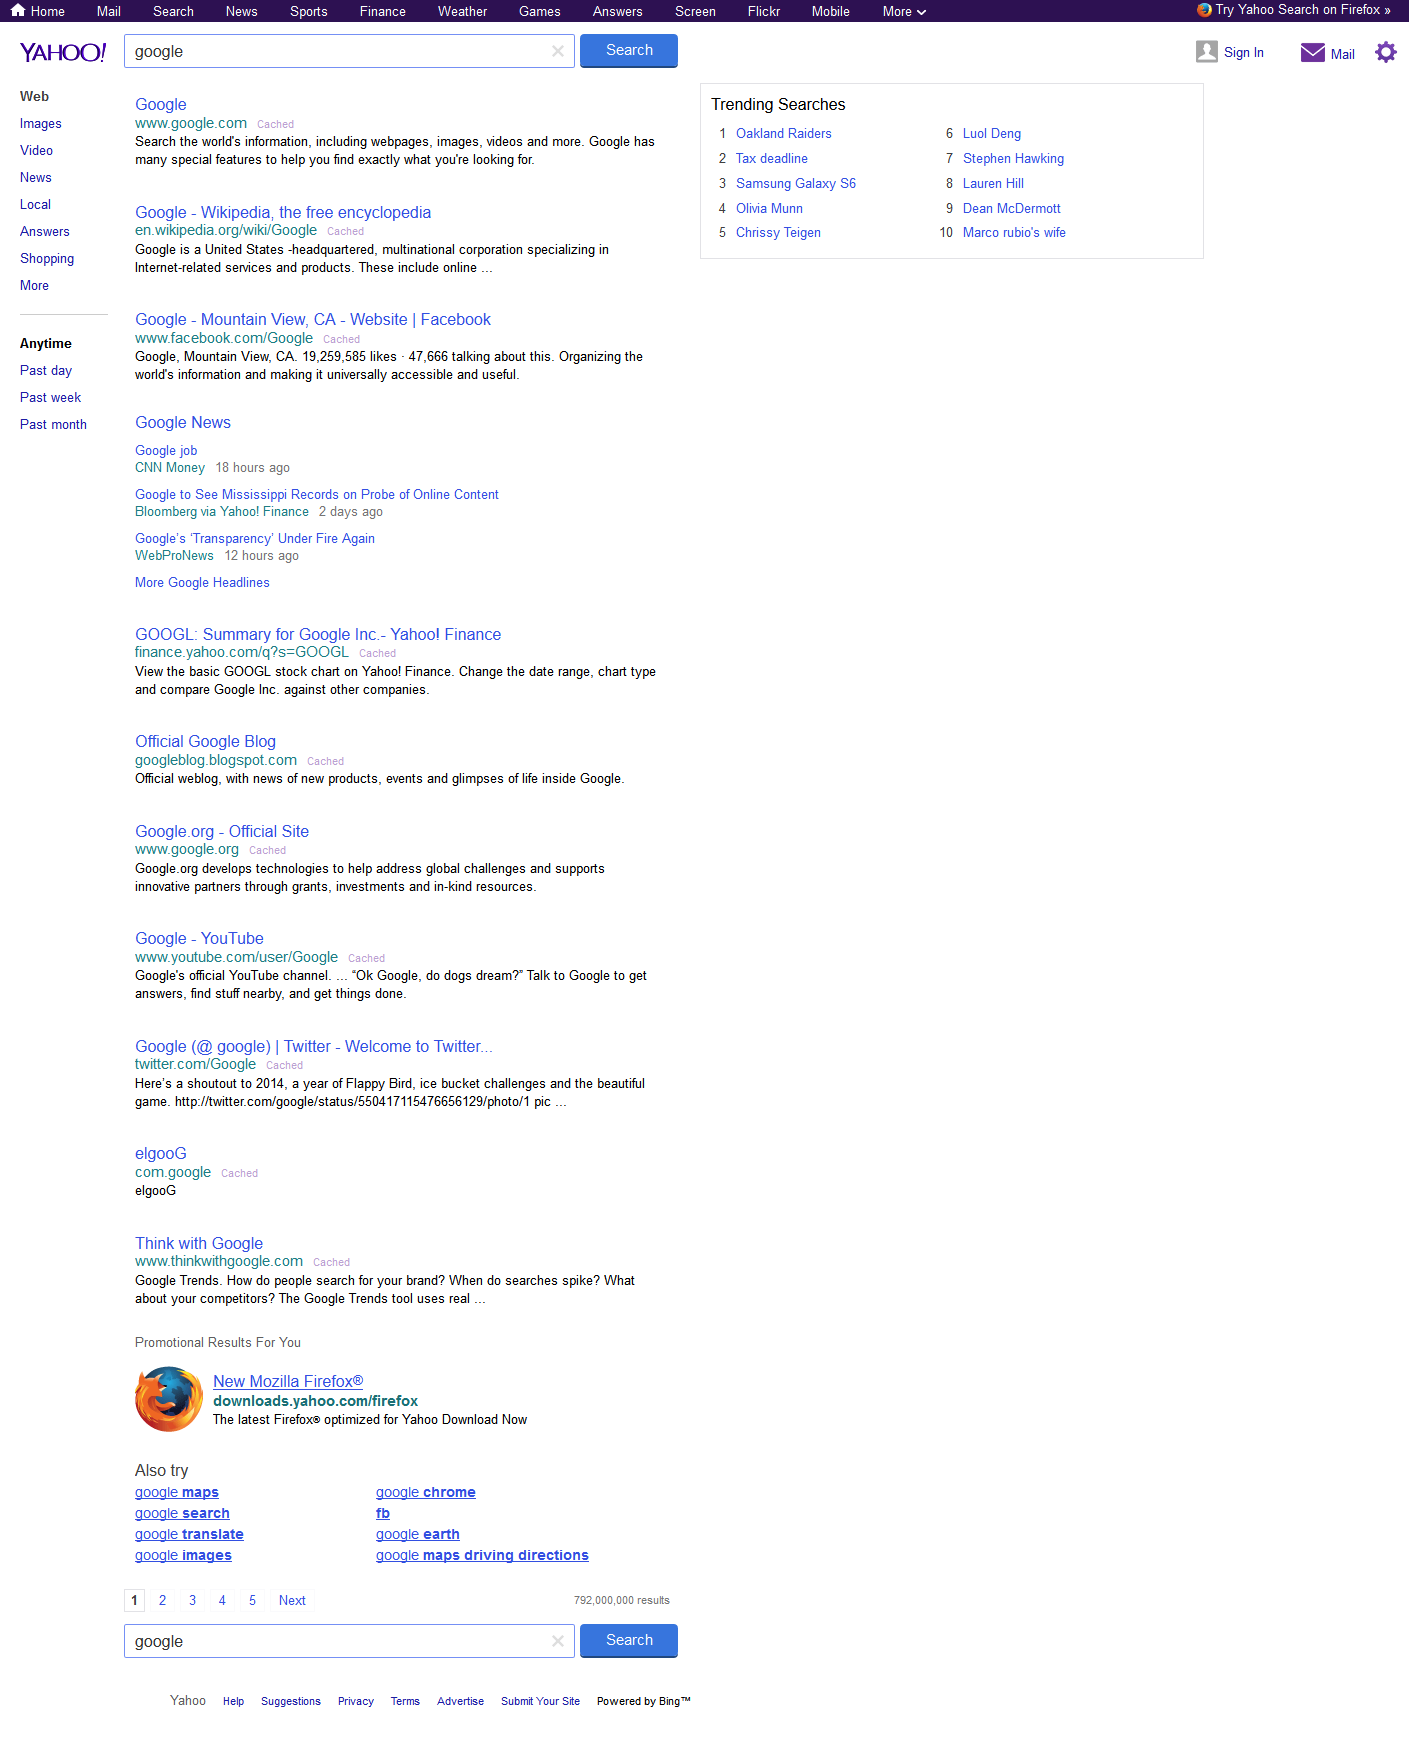 Home Mail Search News Sports Finance Weather Games Answers Screen Flickr Mobile More Try Yahoo Search on Firefox »
YAHOO! google Search Sign In Mail
Web
Images
Video
News
Local
Answers
Shopping
More
Anytime
Past day
Past week
Past month
Google
www.google.com Cached
Search the world's information, including webpages, images, videos and more. Google has
many special features to help you find exactly what you're looking for.
Google - Wikipedia, the free encyclopedia
en.wikipedia.org/wiki/Google Cached
Google is a United States -headquartered, multinational corporation specializing in
Internet-related services and products. These include online ...
Google - Mountain View, CA - Website | Facebook
www.facebook.com/Google Cached
Google, Mountain View, CA. 19,259,585 likes · 47,666 talking about this. Organizing the
world's information and making it universally accessible and useful.
Google News
Google job
CNN Money 18 hours ago
Google to See Mississippi Records on Probe of Online Content
Bloomberg via Yahoo! Finance 2 days ago
Google’s ‘Transparency’ Under Fire Again
WebProNews 12 hours ago
More Google Headlines
GOOGL: Summary for Google Inc.- Yahoo! Finance
finance.yahoo.com/q?s=GOOGL Cached
View the basic GOOGL stock chart on Yahoo! Finance. Change the date range, chart type
and compare Google Inc. against other companies.
Official Google Blog
googleblog.blogspot.com Cached
Official weblog, with news of new products, events and glimpses of life inside Google.
Google.org - Official Site
www.google.org Cached
Google.org develops technologies to help address global challenges and supports
innovative partners through grants, investments and in-kind resources.
Google - YouTube
www.youtube.com/user/Google Cached
Google's official YouTube channel. ... “Ok Google, do dogs dream?” Talk to Google to get
answers, find stuff nearby, and get things done.
Google (@ google) | Twitter - Welcome to Twitter...
twitter.com/Google Cached
Here’s a shoutout to 2014, a year of Flappy Bird, ice bucket challenges and the beautiful
game. http://twitter.com/google/status/550417115476656129/photo/1 pic ...
elgooG
com.google Cached
elgooG
Think with Google
www.thinkwithgoogle.com Cached
Google Trends. How do people search for your brand? When do searches spike? What
about your competitors? The Google Trends tool uses real ...
Promotional Results For You
New Mozilla Firefox®
downloads.yahoo.com/firefox
The latest Firefox® optimized for Yahoo Download Now
Also try
google maps google chrome
google search fb
google translate google earth
google images google maps driving directions
1 2 3 4 5 Next 792,000,000 results
google Search
Trending Searches
1 Oakland Raiders
2 Tax deadline
3 Samsung Galaxy S6
4 Olivia Munn
5 Chrissy Teigen
6 Luol Deng
7 Stephen Hawking
8 Lauren Hill
9 Dean McDermott
10 Marco rubio's wife
Yahoo Help Suggestions Privacy Terms Advertise Submit Your Site Powered by Bing™